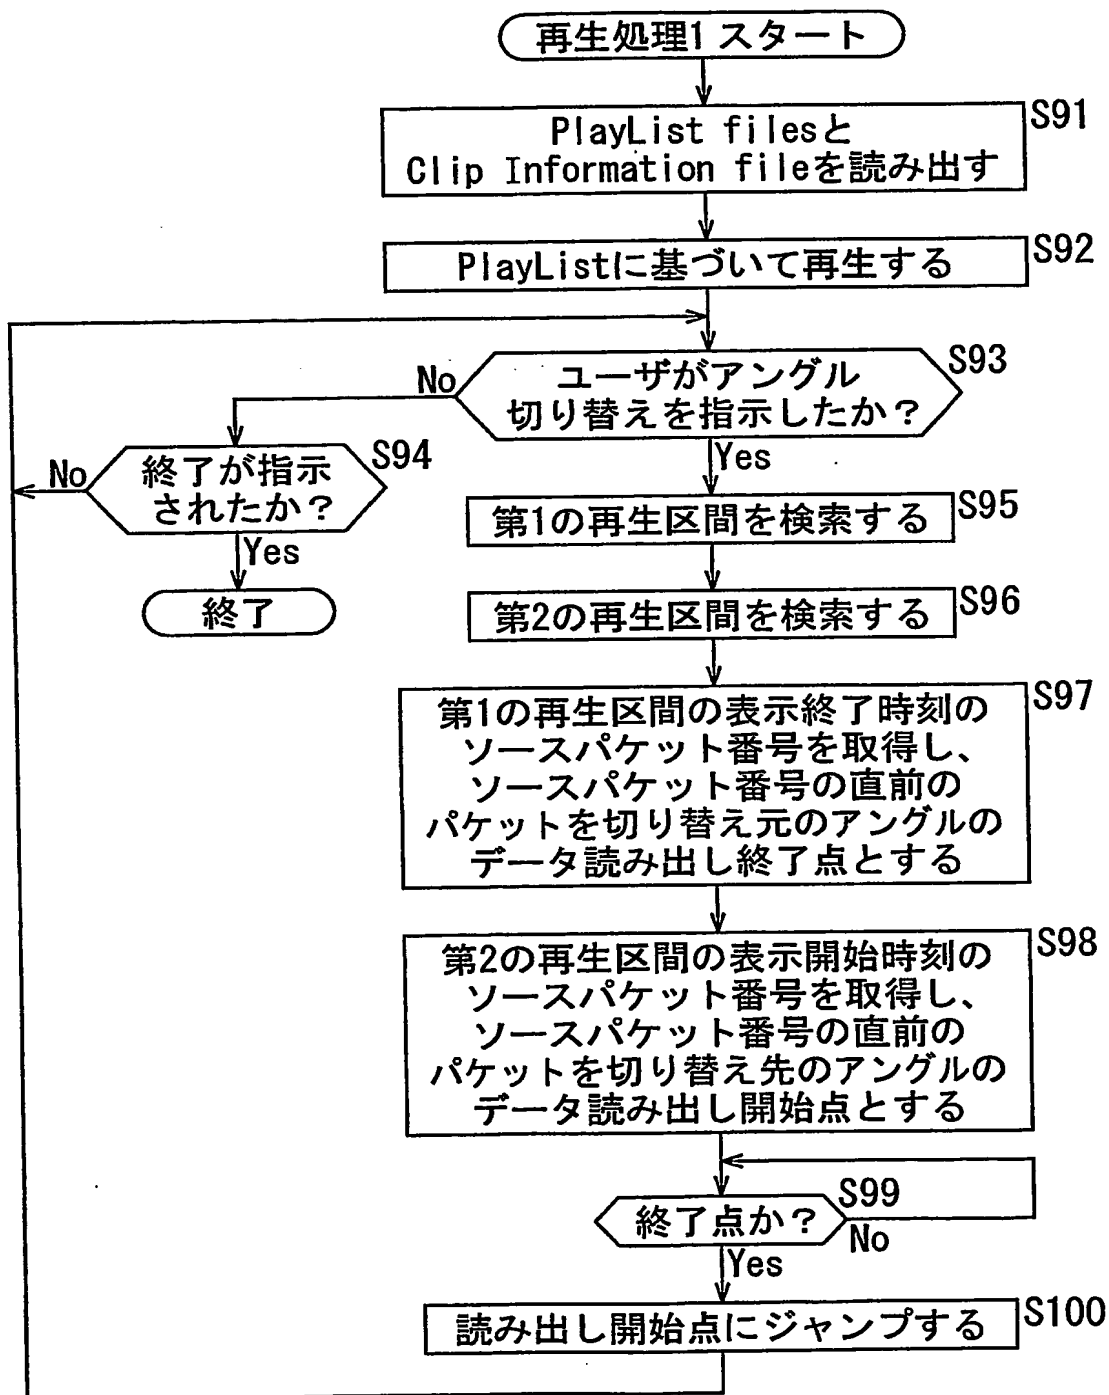 再生処理1 スタート
S91
PlayList filesと
Clip Information fileを読み出す
S92
PlayListに基づいて再生する
S93
ユーザがアングル
切り替えを指示したか？
No
Yes
S94
終了が指示
されたか？
No
Yes
終了
S95
第1の再生区間を検索する
S96
第2の再生区間を検索する
S97
第1の再生区間の表示終了時刻の
ソースパケット番号を取得し、
ソースパケット番号の直前の
パケットを切り替え元のアングルの
データ読み出し終了点とする
S98
第2の再生区間の表示開始時刻の
ソースパケット番号を取得し、
ソースパケット番号の直前の
パケットを切り替え先のアングルの
データ読み出し開始点とする
S99
終了点か？
No
Yes
S100
読み出し開始点にジャンプする